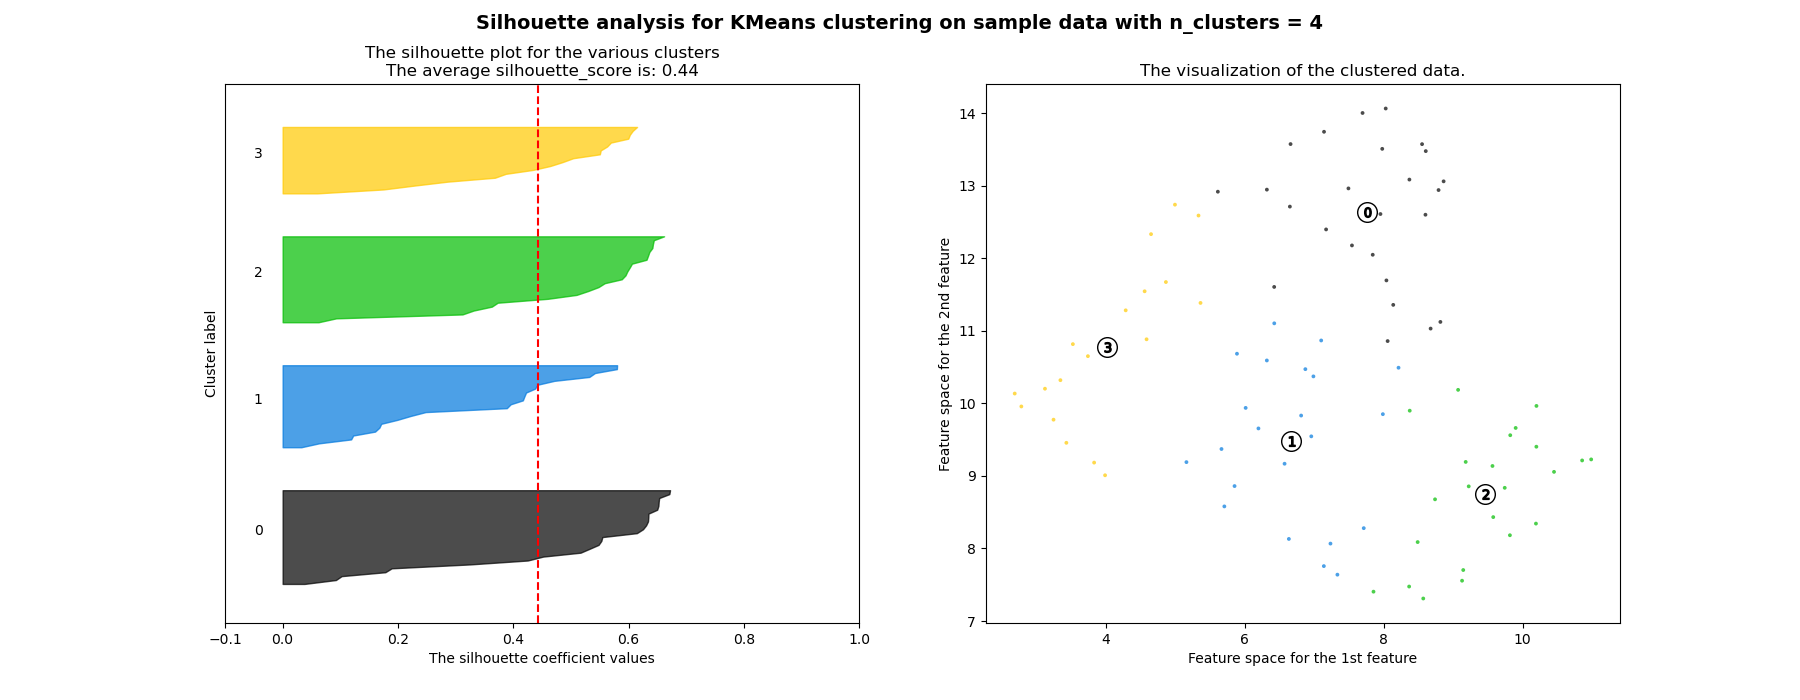 Silhouette analysis for KMeans clustering on sample data with n_clusters = 4
The silhouette plot for the various clusters
The average silhouette_score is: 0.44
Cluster label
3
2
1
0
−0.1 0.0 0.2 0.4 0.6 0.8 1.0
The silhouette coefficient values
The visualization of the clustered data.
Feature space for the 2nd feature
14
13
12
11
10
9
8
7
0
3
1
2
4 6 8 10
Feature space for the 1st feature